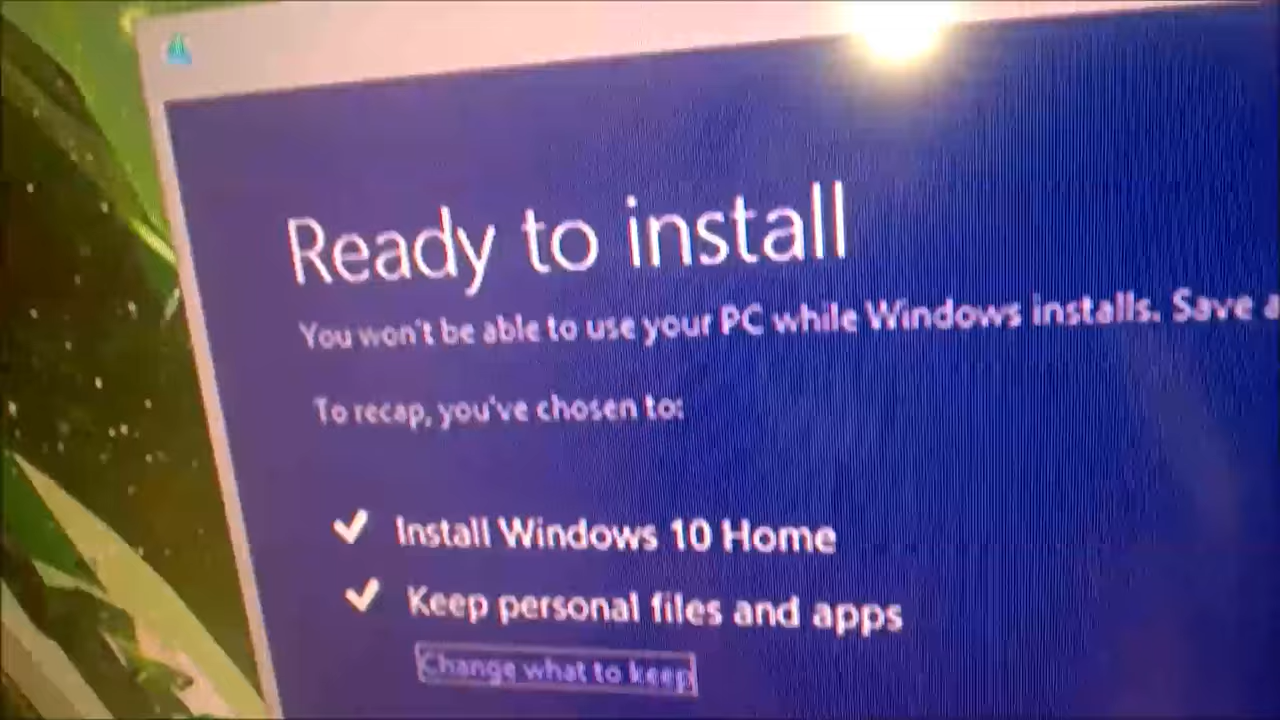 Ready to install
You won't be able to use your PC while Windows installs. Save a
To recap, you've chosen to:
Install Windows 10 Home
Keep personal files and apps
Change what to keep